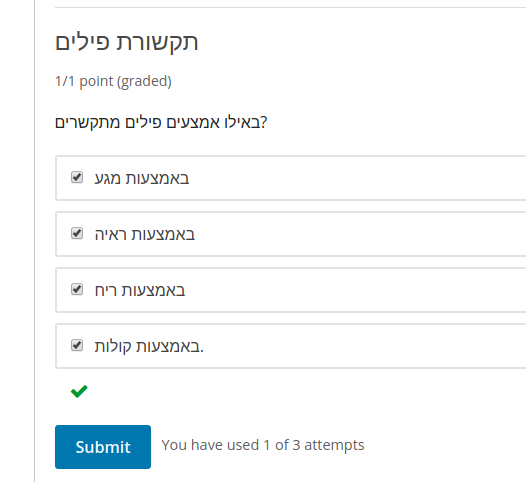 תקשורת פילים
1/1 point (graded)
באילו אמצעים פילים מתקשרים?
באמצעות מגע
באמצעות ראיה
באמצעות ריח
באמצעות קולות.
Submit You have used 1 of 3 attempts